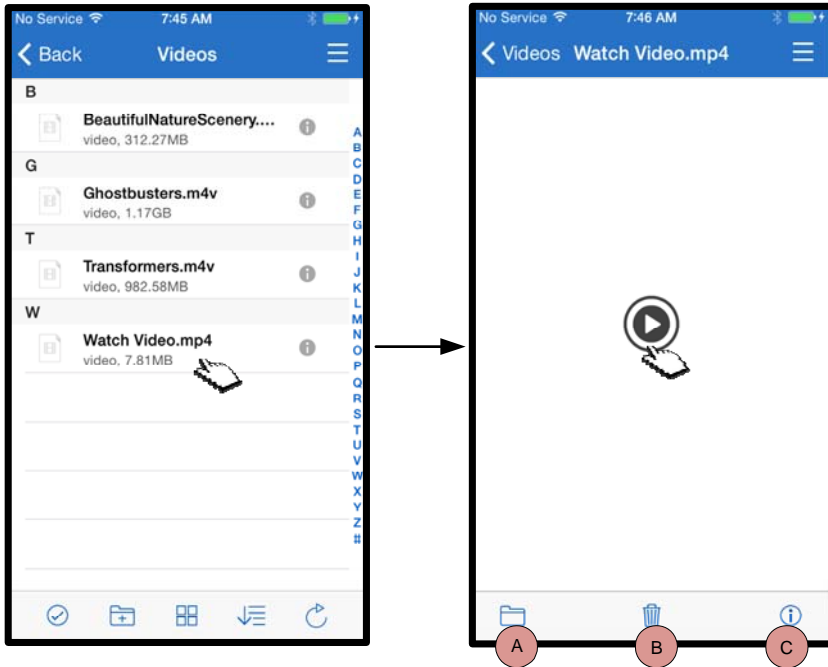 No Service 7:45 AM
Back Videos
B
BeautifulNatureScenery....
video, 312.27MB
G
Ghostbusters.m4v
video, 1.17GB
T
Transformers.m4v
video, 982.58MB
W
Watch Video.mp4
video, 7.81MB
A
B
C
D
E
F
G
H
I
J
K
L
M
N
O
P
Q
R
S
T
U
V
W
X
Y
Z
#
No Service 7:46 AM
Videos Watch Video.mp4
A
B
C